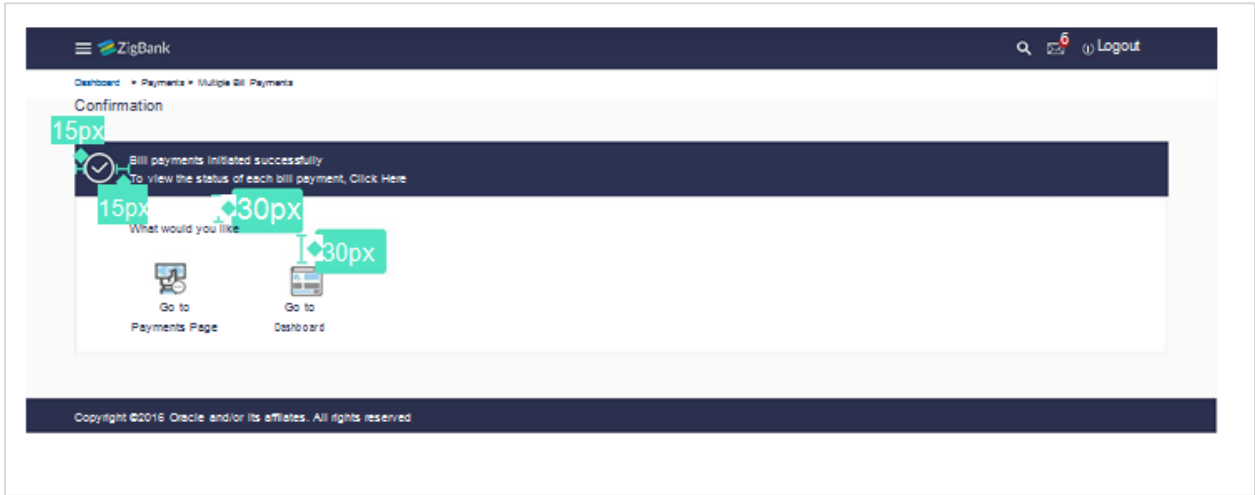 ZigBank
6
Logout
Dashboard » Payments » Multiple Bill Payments
Confirmation
15px
Bill payments initiated successfully
To view the status of each bill payment, Click Here
15px
30px
What would you like
30px
Go to
Payments Page
Go to
Dashboard
Copyright ©2016 Oracle and/or its affliates. All rights reserved